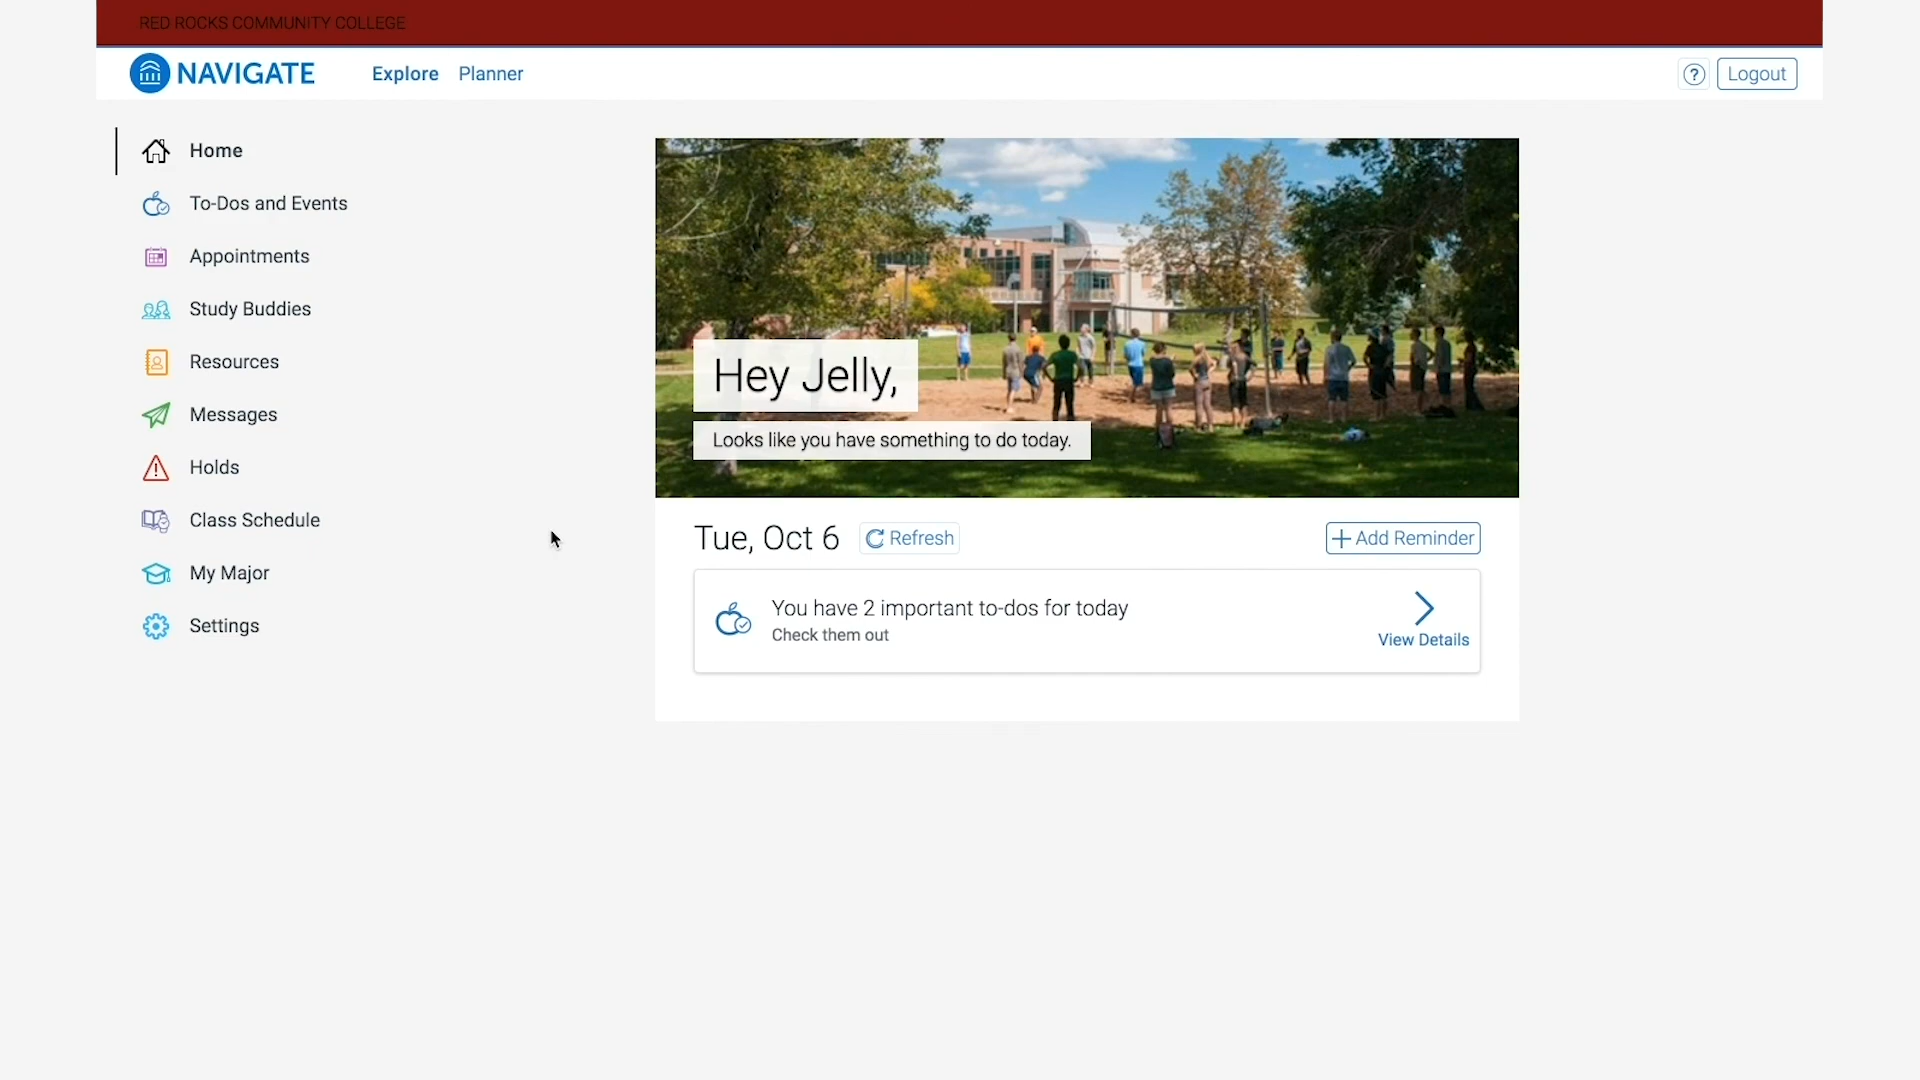 RED ROCKS COMMUNITY COLLEGE
NAVIGATE
Explore
Planner
?
Logout
Home
To-Dos and Events
Appointments
Study Buddies
Resources
Messages
Holds
Class Schedule
My Major
Settings
Hey Jelly,
Looks like you have something to do today.
Tue, Oct 6
Refresh
+ Add Reminder
You have 2 important to-dos for today
Check them out
View Details